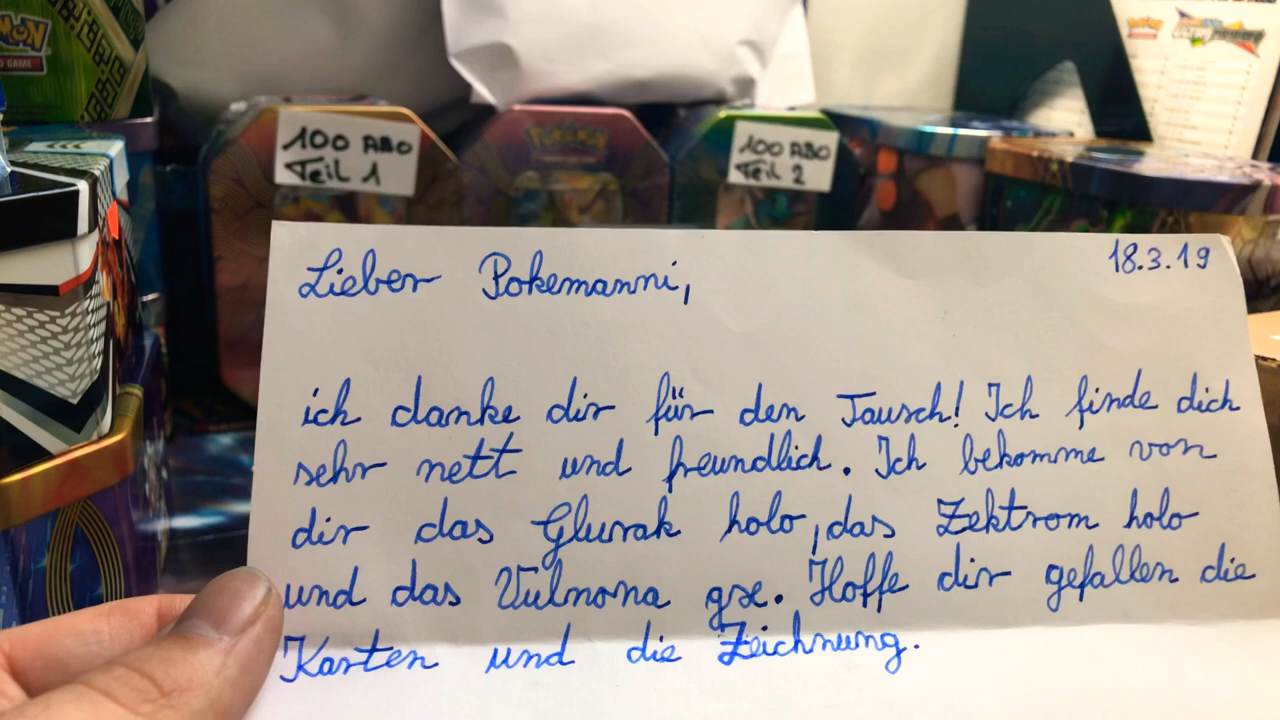 100 ABO
Teil 1
100 ABO
Teil 2
Pokémon
Lieber Pokemanni,
18.3.19
ich danke dir für den Tausch! Ich finde dich
sehr nett und freundlich. Ich bekomme von
dir das Glurak holo, das Zektrom holo
und das Vulnona gx. Hoffe dir gefallen die
Karten und die Zeichnung.